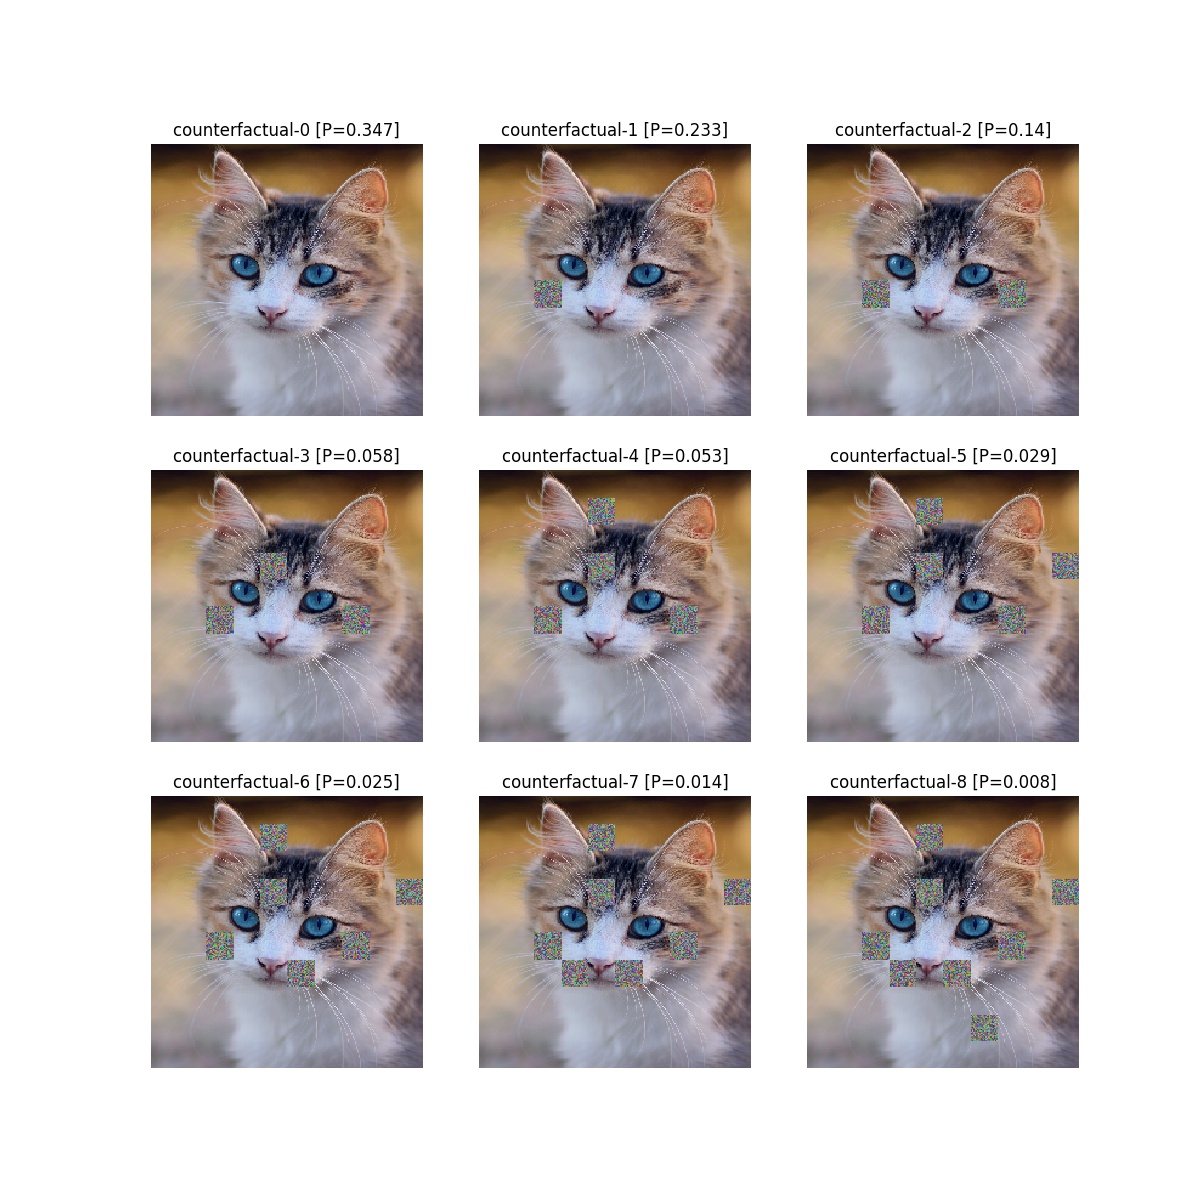 counterfactual-0 [P=0.347]
counterfactual-1 [P=0.233]
counterfactual-2 [P=0.14]
counterfactual-3 [P=0.058]
counterfactual-4 [P=0.053]
counterfactual-5 [P=0.029]
counterfactual-6 [P=0.025]
counterfactual-7 [P=0.014]
counterfactual-8 [P=0.008]